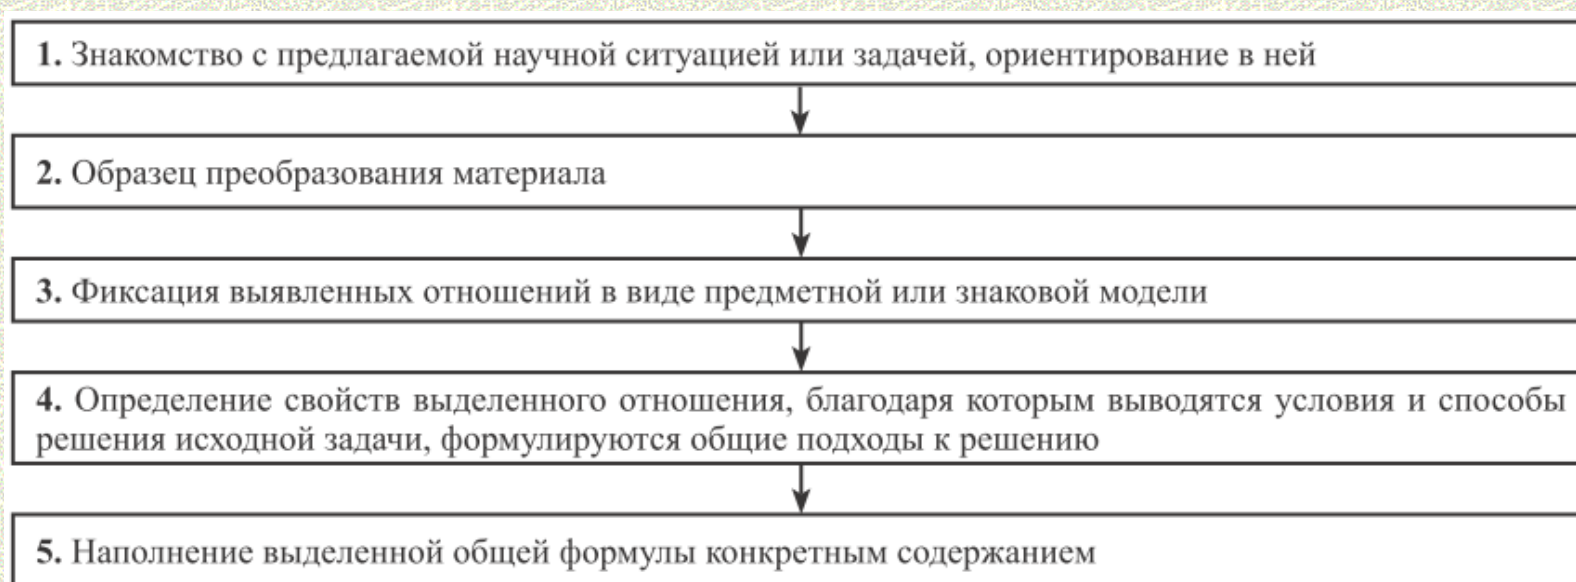 1. Знакомство с предлагаемой научной ситуацией или задачей, ориентирование в ней
2. Образец преобразования материала
3. Фиксация выявленных отношений в виде предметной или знаковой модели
4. Определение свойств выделенного отношения, благодаря которым выводятся условия и способы
решения исходной задачи, формулируются общие подходы к решению
5. Наполнение выделенной общей формулы конкретным содержанием